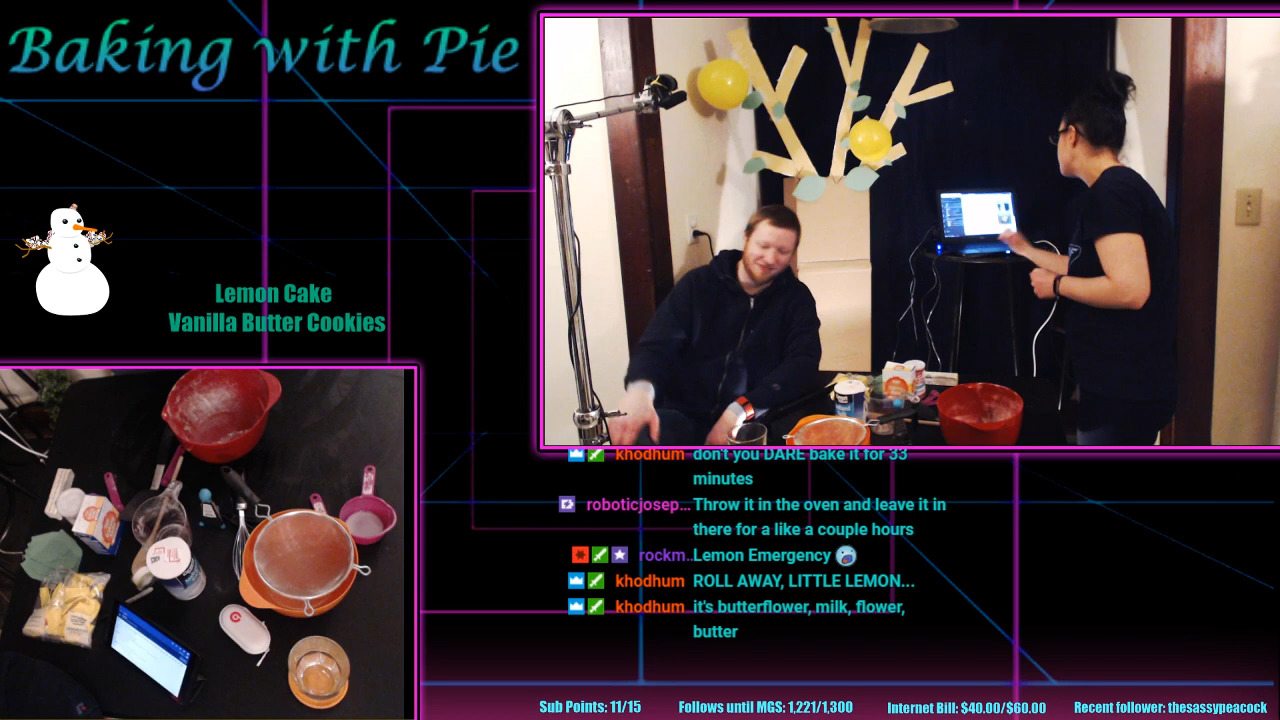 Baking with Pie
Lemon Cake
Vanilla Butter Cookies
khodhum don't you DARE bake it for 33
minutes
roboticjosep... Throw it in the oven and leave it in
there for a like a couple hours
rockm.. Lemon Emergency
khodhum ROLL AWAY, LITTLE LEMON...
khodhum it's butterflower, milk, flower,
butter
Sub Points: 11/15
Follows until MGS: 1,221/1,300
Internet Bill: $40.00/$60.00
Recent follower: thesassypeacock